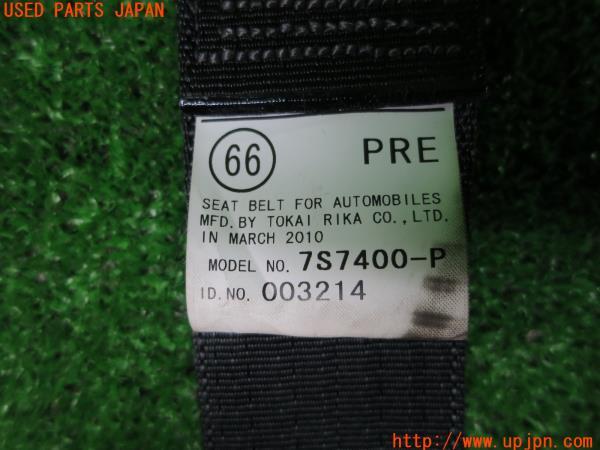 USED PARTS JAPAN
66 PRE
SEAT BELT FOR AUTOMOBILES
MFD. BY TOKAI RIKA CO., LTD.
IN MARCH 2010
MODEL NO. 7S7400-P
ID. NO. 003214
http://www.upjpn.com/